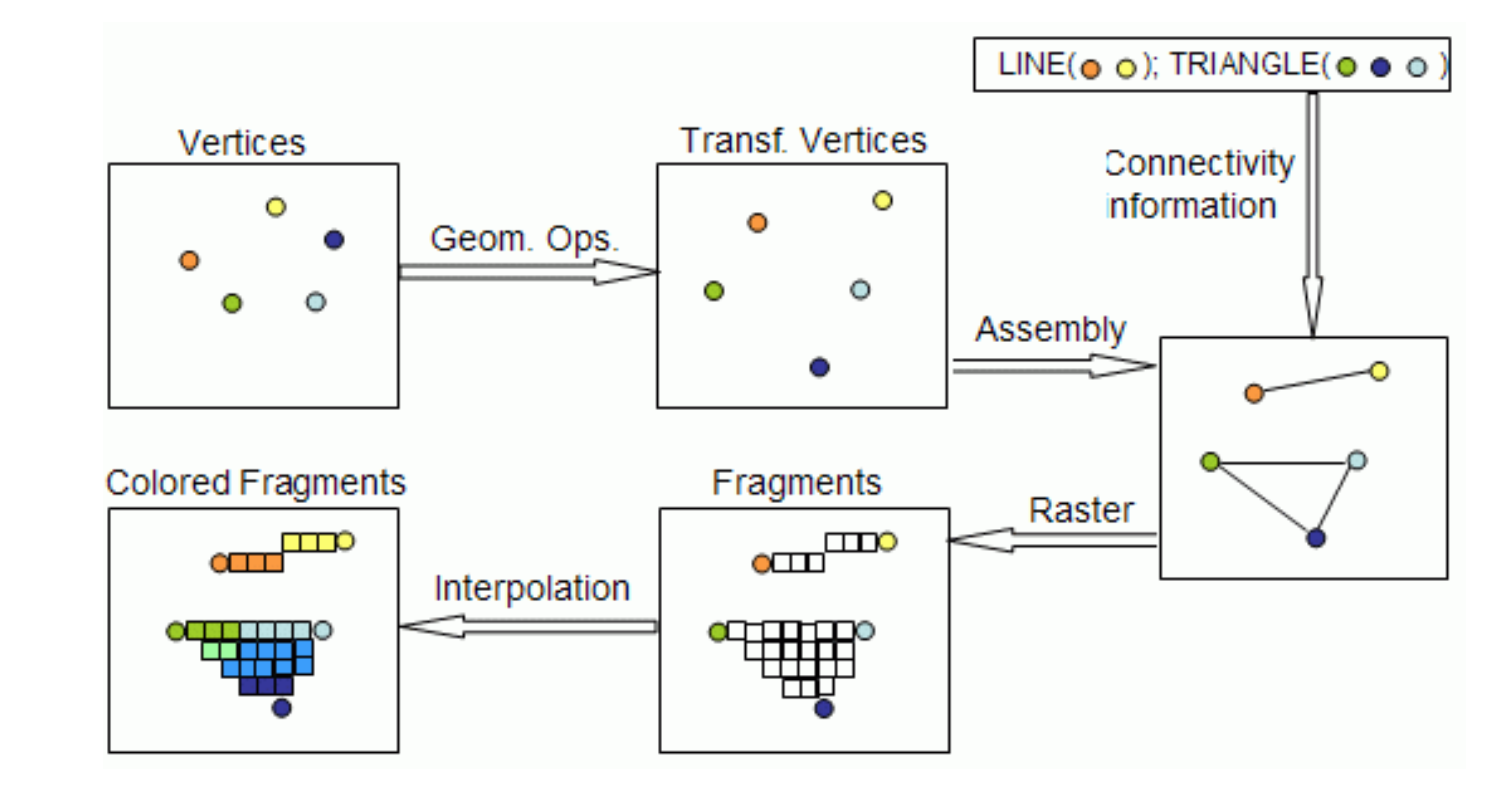 LINE( ); TRIANGLE( )
Vertices
Transf. Vertices
Connectivity
information
Geom. Ops.
Assembly
Colored Fragments
Fragments
Raster
Interpolation